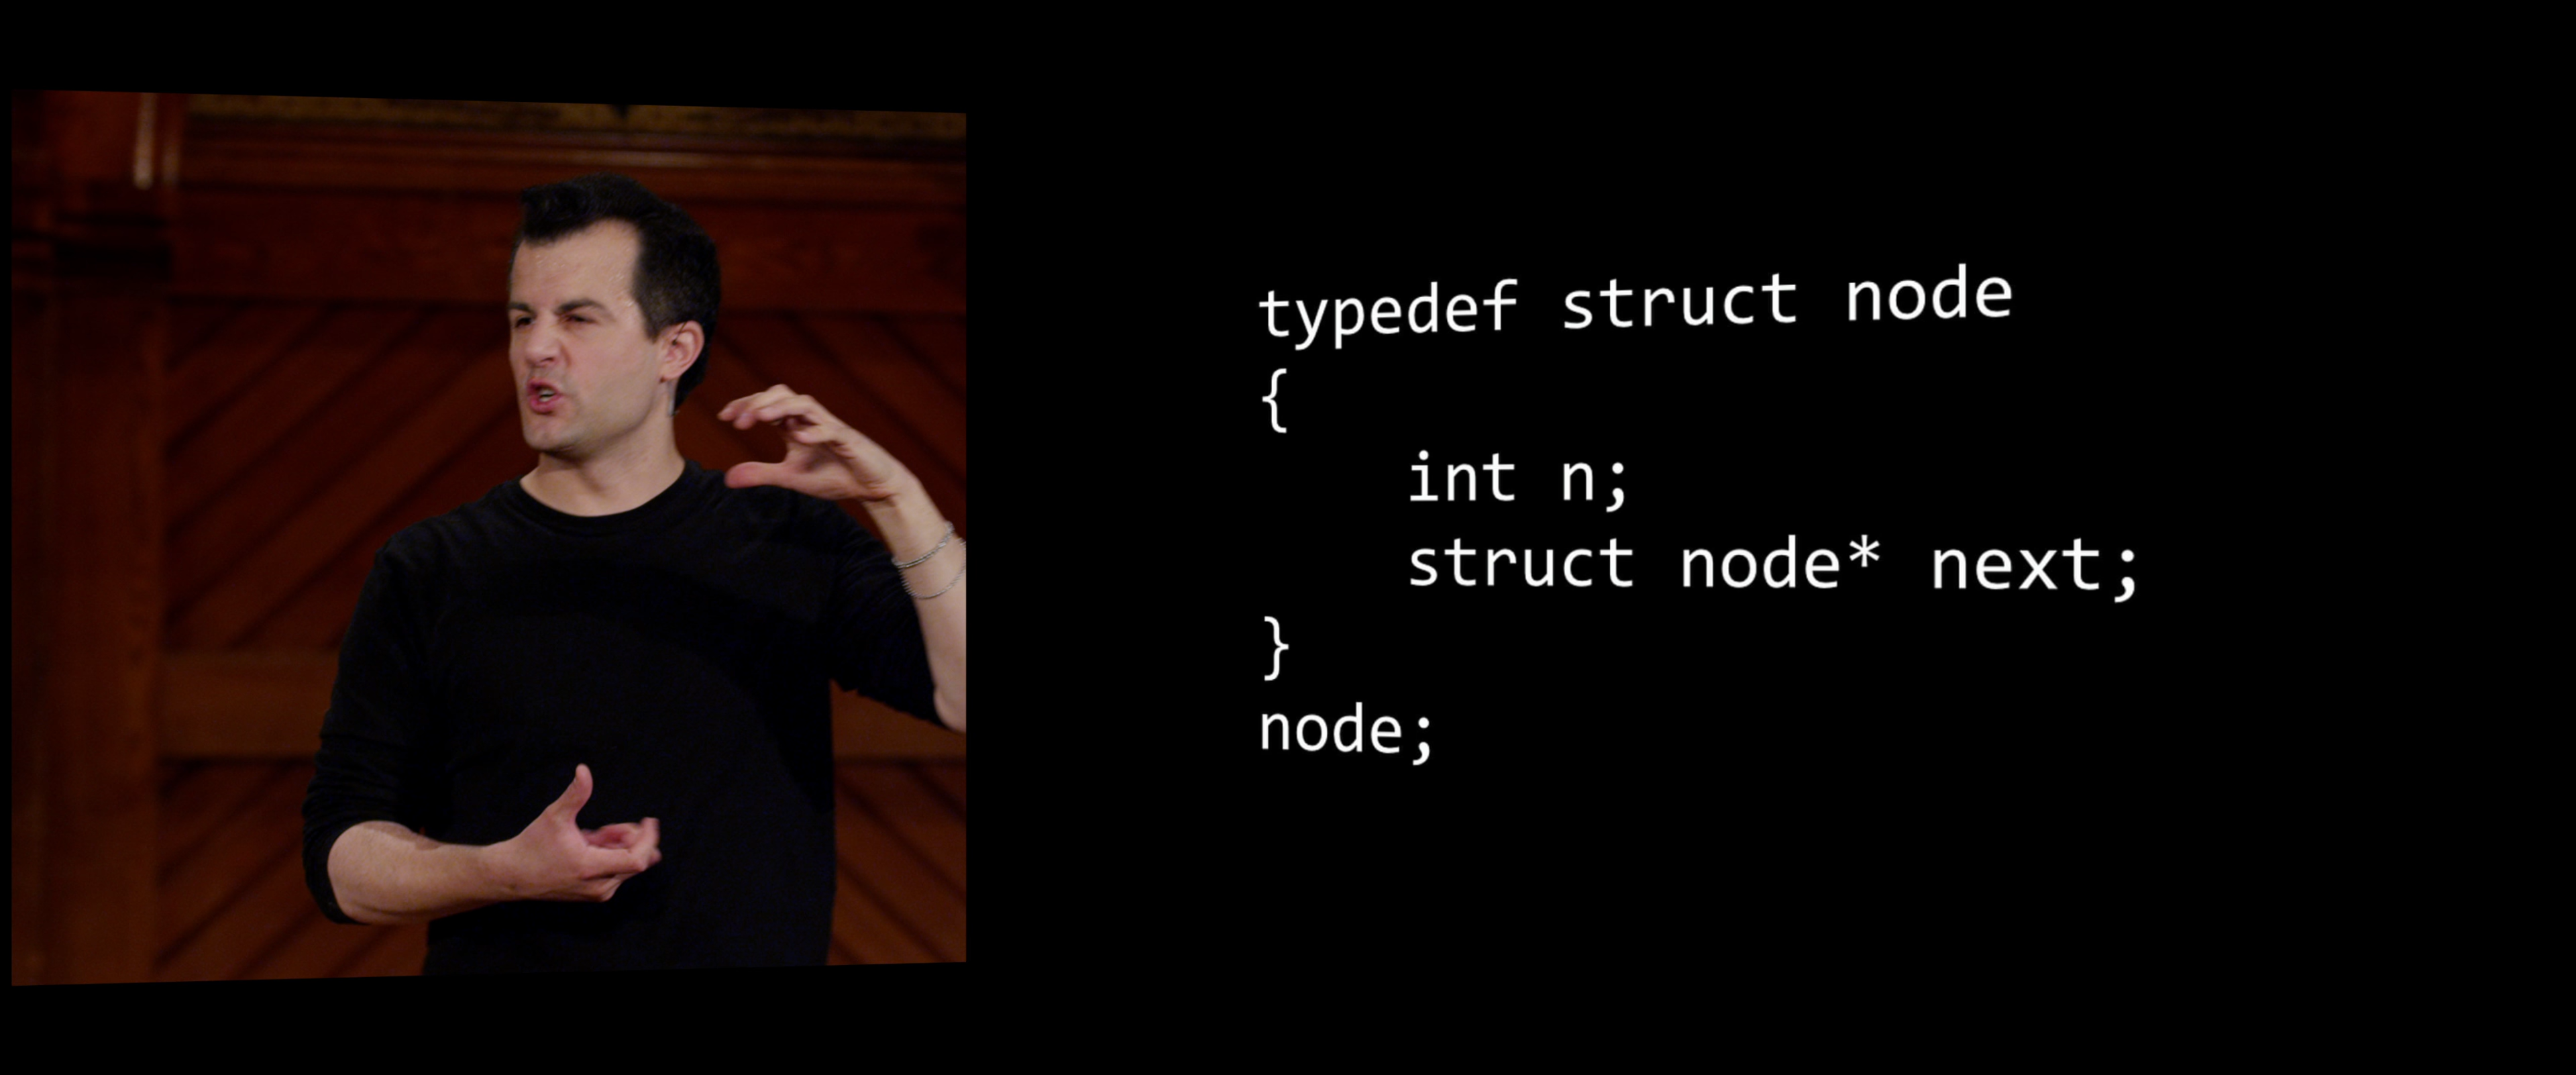 typedef struct node
{
    int n;
    struct node* next;
}
node;